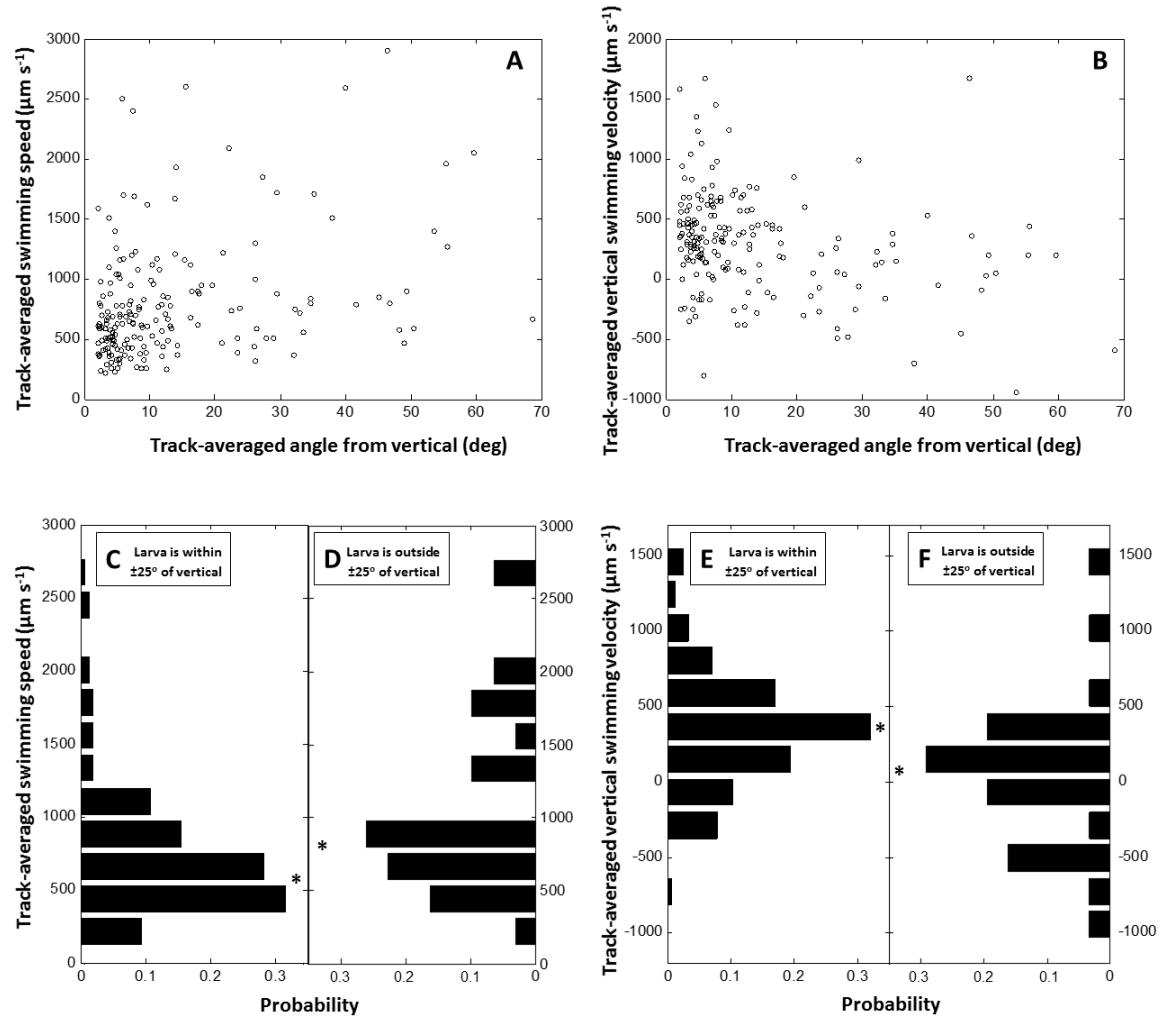 A
Track-averaged swimming speed (µm s-1)
3000
2500
2000
1500
1000
500
0
0 10 20 30 40 50 60 70
Track-averaged angle from vertical (deg)
B
Track-averaged vertical swimming velocity (µm s-1)
2000
1500
1000
500
0
-500
-1000
0 10 20 30 40 50 60 70
Track-averaged angle from vertical (deg)
C
Larva is within
±25° of vertical
Track-averaged swimming speed (µm s-1)
3000
2500
2000
1500
1000
500
0
*
0 0.1 0.2 0.3
D
Larva is outside
±25° of vertical
3000
2500
2000
1500
1000
500
0
*
0.3 0.2 0.1 0
Probability
E
Larva is within
±25° of vertical
Track-averaged vertical swimming velocity (µm s-1)
1500
1000
500
0
-500
-1000
*
0 0.1 0.2 0.3
F
Larva is outside
±25° of vertical
1500
1000
500
0
-500
-1000
*
0.3 0.2 0.1 0
Probability